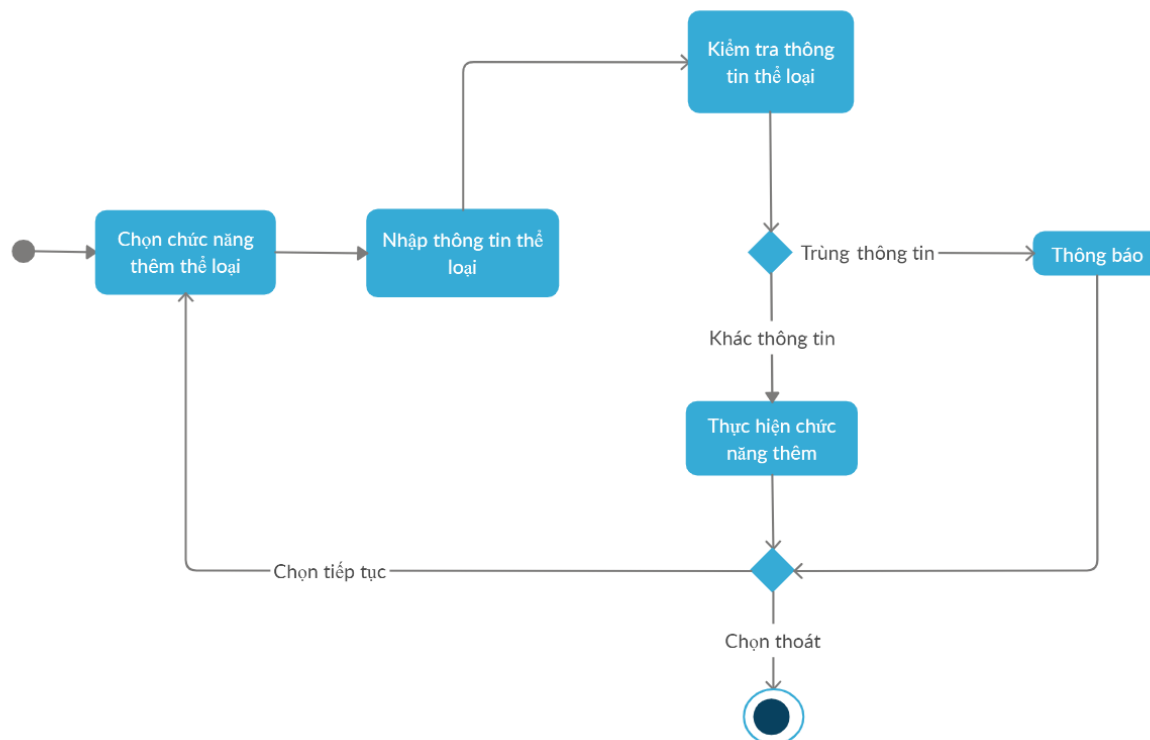 Kiểm tra thông
tin thể loại
Chọn chức năng
thêm thể loại
Nhập thông tin thể
loại
Trùng thông tin
Thông báo
Khác thông tin
Thực hiện chức
năng thêm
Chọn tiếp tục
Chọn thoát